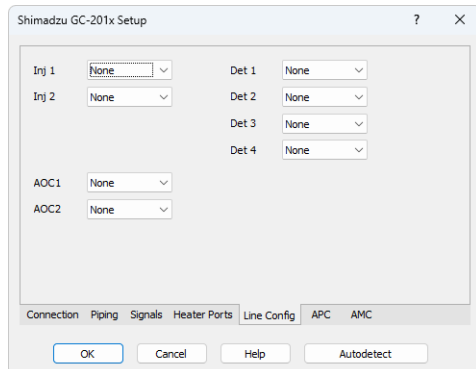 Shimadzu GC-201x Setup ? ×
Inj 1 None Det 1 None
Inj 2 None Det 2 None
Det 3 None
Det 4 None
AOC1 None
AOC2 None
Connection Piping Signals Heater Ports Line Config APC AMC
OK Cancel Help Autodetect